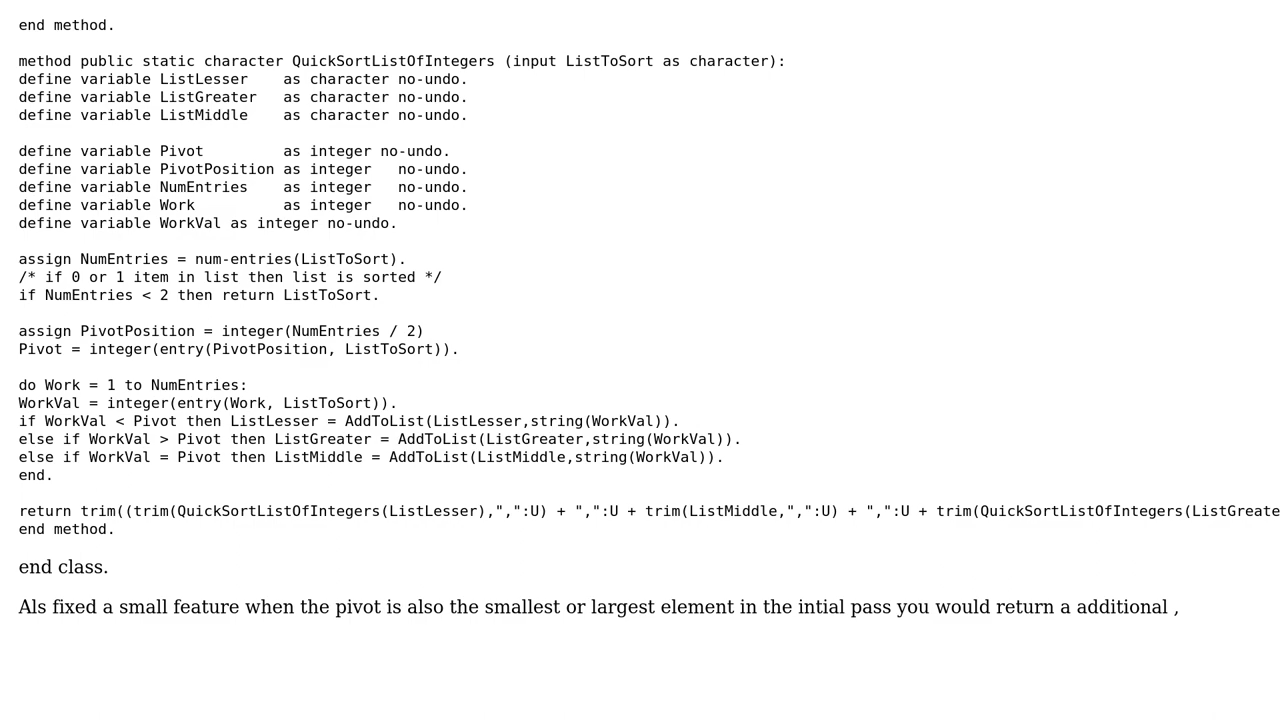 end method.
method public static character QuickSortListOfIntegers (input ListToSort as character):
define variable ListLesser    as character no-undo.
define variable ListGreater   as character no-undo.
define variable ListMiddle    as character no-undo.
define variable Pivot         as integer no-undo.
define variable PivotPosition as integer   no-undo.
define variable NumEntries    as integer   no-undo.
define variable Work          as integer   no-undo.
define variable WorkVal as integer no-undo.
assign NumEntries = num-entries(ListToSort).
/* if 0 or 1 item in list then list is sorted */
if NumEntries < 2 then return ListToSort.
assign PivotPosition = integer(NumEntries / 2)
Pivot = integer(entry(PivotPosition, ListToSort)).
do Work = 1 to NumEntries:
WorkVal = integer(entry(Work, ListToSort)).
if WorkVal < Pivot then ListLesser = AddToList(ListLesser,string(WorkVal)).
else if WorkVal > Pivot then ListGreater = AddToList(ListGreater,string(WorkVal)).
else if WorkVal = Pivot then ListMiddle = AddToList(ListMiddle,string(WorkVal)).
end.
return trim((trim(QuickSortListOfIntegers(ListLesser),",":U) + ",":U + trim(ListMiddle,",":U) + ",":U + trim(QuickSortListOfIntegers(ListGreate
end method.
end class.
Als fixed a small feature when the pivot is also the smallest or largest element in the intial pass you would return a additional ,